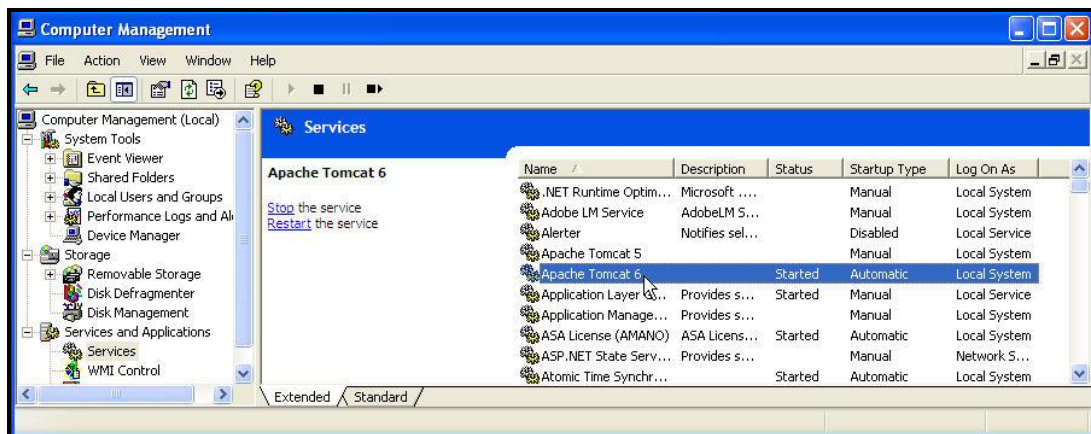 Computer Management
File Action View Window Help
Computer Management (Local)
System Tools
Event Viewer
Shared Folders
Local Users and Groups
Performance Logs and Al
Device Manager
Storage
Removable Storage
Disk Defragmenter
Disk Management
Services and Applications
Services
WMI Control
Services
Apache Tomcat 6
Stop the service
Restart the service
Name Description Status Startup Type Log On As
.NET Runtime Optim... Microsoft .... Manual Local System
Adobe LM Service AdobeLM S... Manual Local System
Alerter Notifies sel... Disabled Local Service
Apache Tomcat 5 Manual Local System
Apache Tomcat 6 Started Automatic Local System
Application Layer Provides s... Started Manual Local Service
Application Manage... Provides s... Manual Local System
ASA License (AMANO) ASA Licens... Started Automatic Local System
ASP.NET State Serv... Provides s... Manual Network S...
Atomic Time Synchr... Started Automatic Local System
Extended Standard